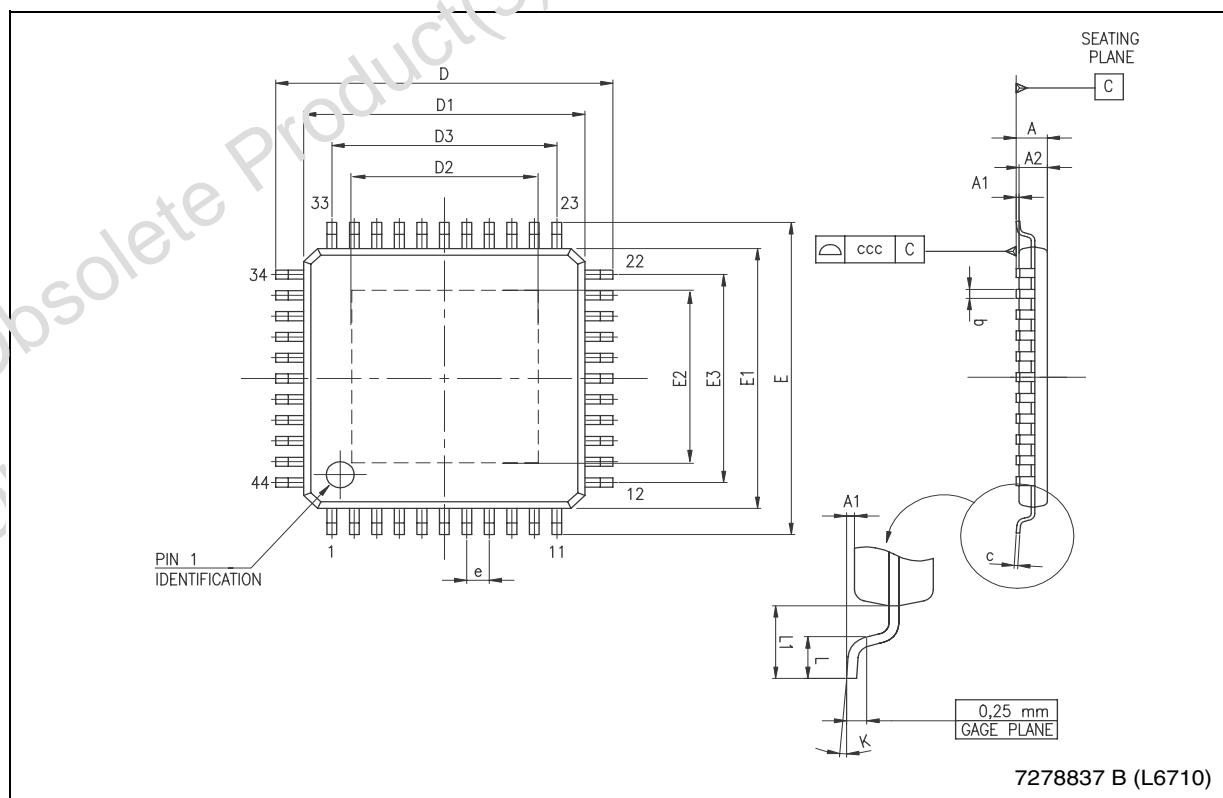 Obsolete Product(s)
SEATING
PLANE
C
D
D1
D3
D2
A
A2
A1
33
23
34
22
ccc
C
b
E2
E3
E1
E
44
12
1
11
e
PIN 1
IDENTIFICATION
A1
c
L1
L
K
0,25 mm
GAGE PLANE
7278837 B (L6710)